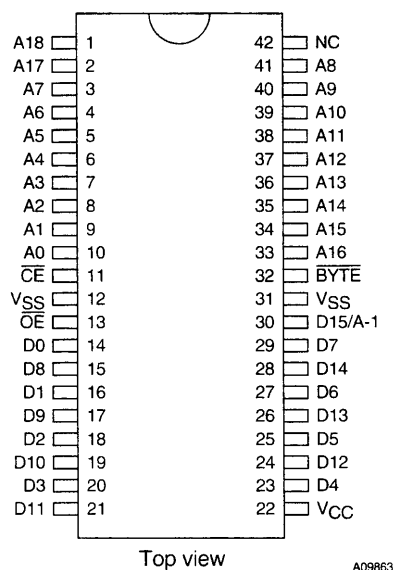 A18 1 42 NC
A17 2 41 A8
A7 3 40 A9
A6 4 39 A10
A5 5 38 A11
A4 6 37 A12
A3 7 36 A13
A2 8 35 A14
A1 9 34 A15
A0 10 33 A16
CE 11 32 BYTE
VSS 12 31 VSS
OE 13 30 D15/A-1
D0 14 29 D7
D8 15 28 D14
D1 16 27 D6
D9 17 26 D13
D2 18 25 D5
D10 19 24 D12
D3 20 23 D4
D11 21 22 VCC
Top view
A09863